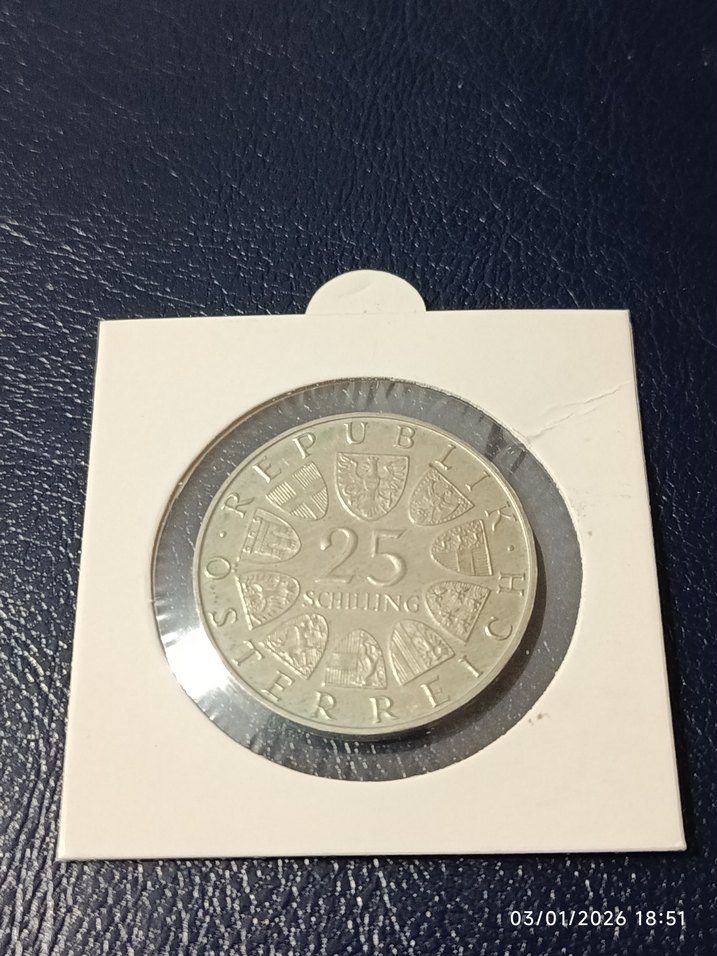 · REPUBLIK ·
25
SCHILLING
ÖSTERREICH
03/01/2026 18:51